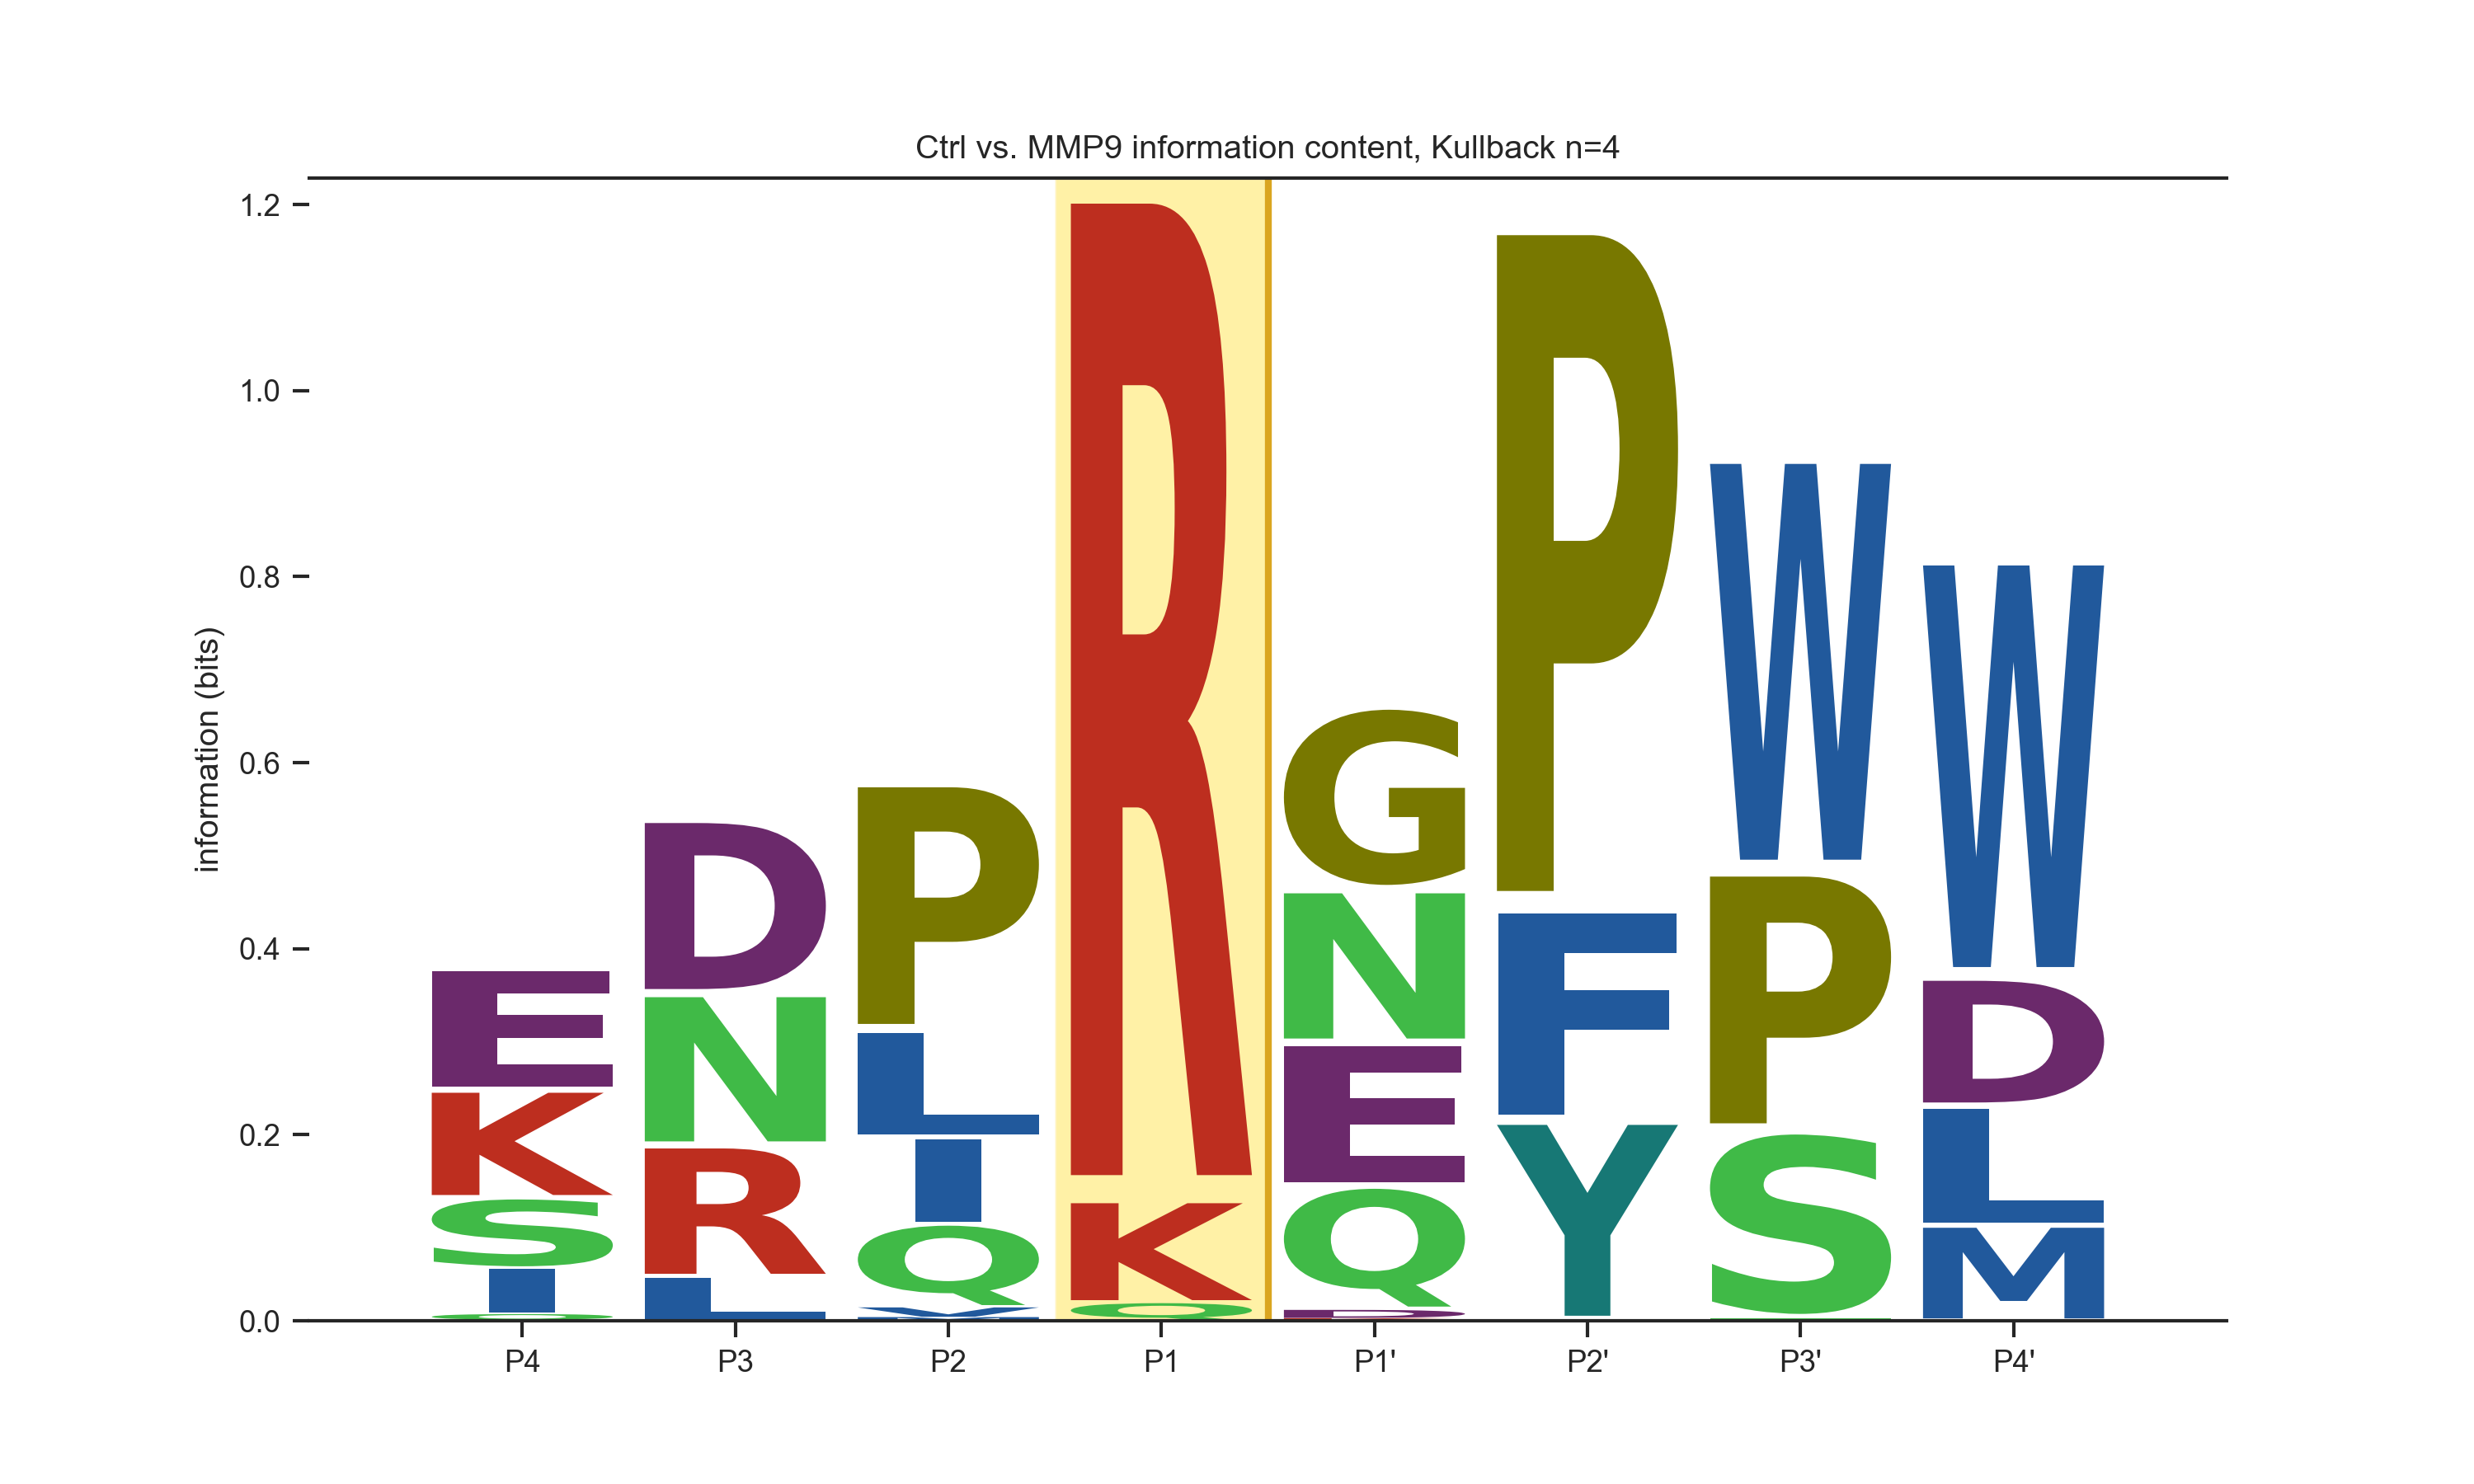 Ctrl vs. MMP9 information content, Kullback n=4
information (bits)
1.2
1.0
0.8
0.6
0.4
0.2
0.0
E
K
S
I
D
N
R
L
P
L
I
Q
R
K
Q
G
N
E
Q
D
P
F
Y
W
P
S
W
D
L
M
P4 P3 P2 P1 P1' P2' P3' P4'